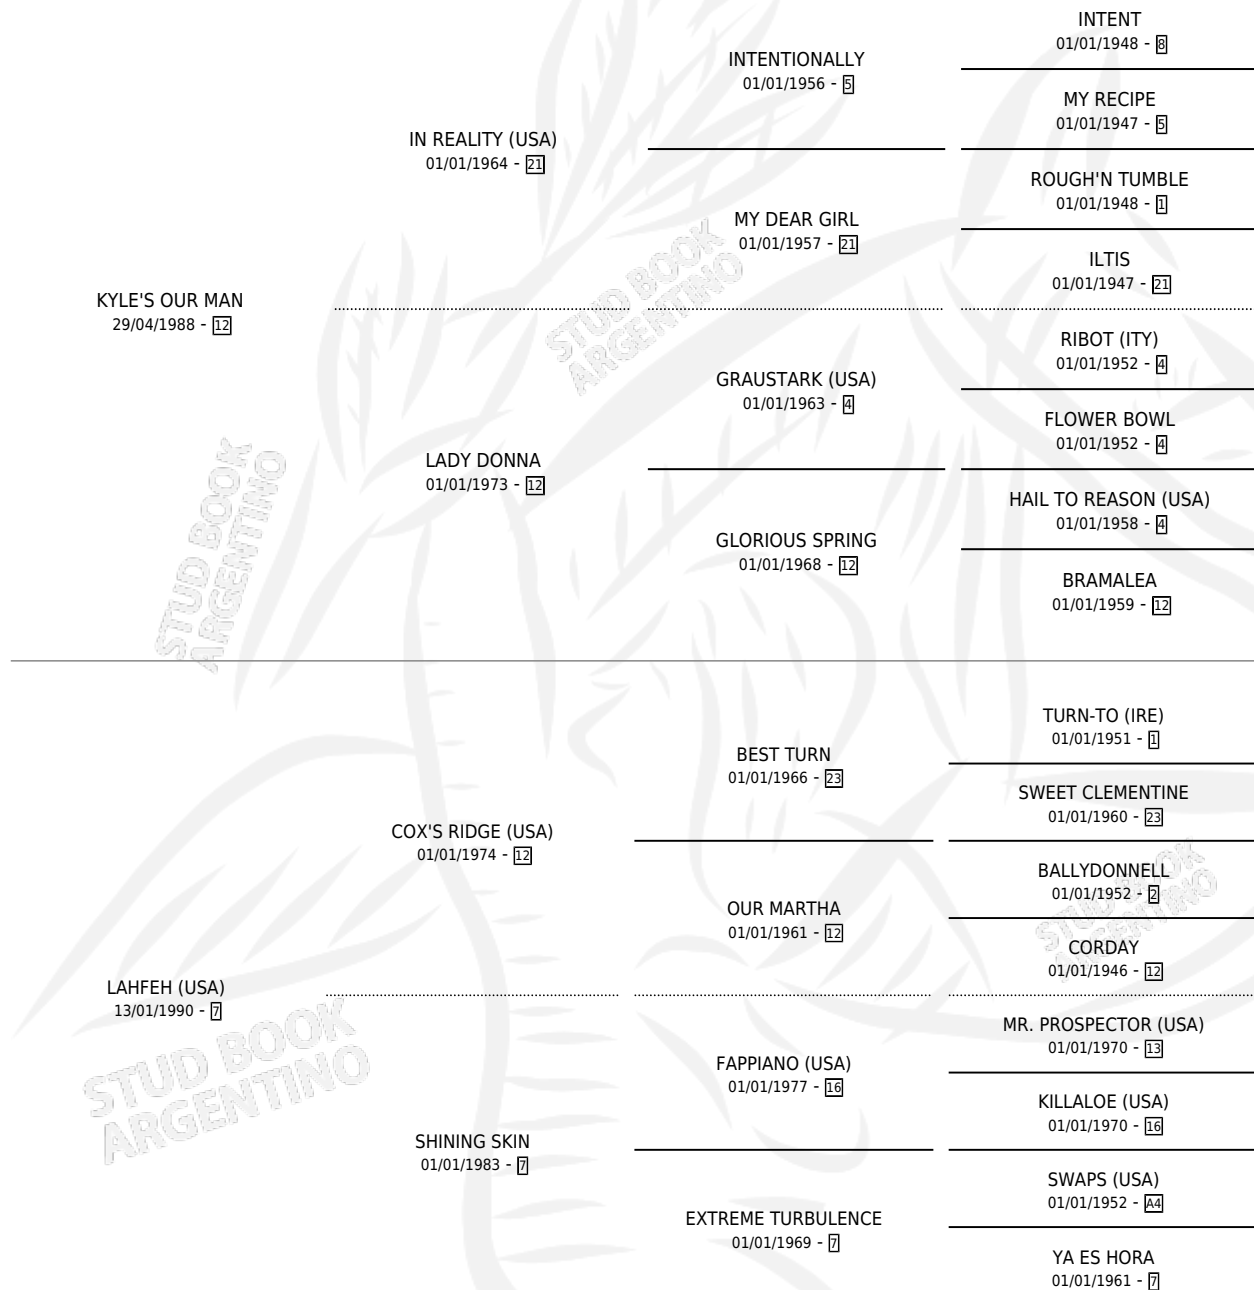 INTENT
01/01/1948 - 8
INTENTIONALLY
01/01/1956 - 5
MY RECIPE
01/01/1947 - 5
IN REALITY (USA)
01/01/1964 - 21
ROUGH'N TUMBLE
01/01/1948 - 1
MY DEAR GIRL
01/01/1957 - 21
ILTIS
01/01/1947 - 21
KYLE'S OUR MAN
29/04/1988 - 12
RIBOT (ITY)
01/01/1952 - 4
GRAUSTARK (USA)
01/01/1963 - 4
FLOWER BOWL
01/01/1952 - 4
LADY DONNA
01/01/1973 - 12
HAIL TO REASON (USA)
01/01/1958 - 4
GLORIOUS SPRING
01/01/1968 - 12
BRAMALEA
01/01/1959 - 12
STUD BOOK
ARGENTINO
STUD BOOK
ARGENTINO
TURN-TO (IRE)
01/01/1951 - 1
BEST TURN
01/01/1966 - 23
SWEET CLEMENTINE
01/01/1960 - 23
COX'S RIDGE (USA)
01/01/1974 - 12
BALLYDONNELL
01/01/1952 - 2
OUR MARTHA
01/01/1961 - 12
CORDAY
01/01/1946 - 12
STUD BOOK
ARGENTINO
LAHFEH (USA)
13/01/1990 - 7
MR. PROSPECTOR (USA)
01/01/1970 - 13
FAPPIANO (USA)
01/01/1977 - 16
KILLALOE (USA)
01/01/1970 - 16
SHINING SKIN
01/01/1983 - 7
SWAPS (USA)
01/01/1952 - A4
EXTREME TURBULENCE
01/01/1969 - 7
YA ES HORA
01/01/1961 - 7
STUD BOOK
ARGENTINO